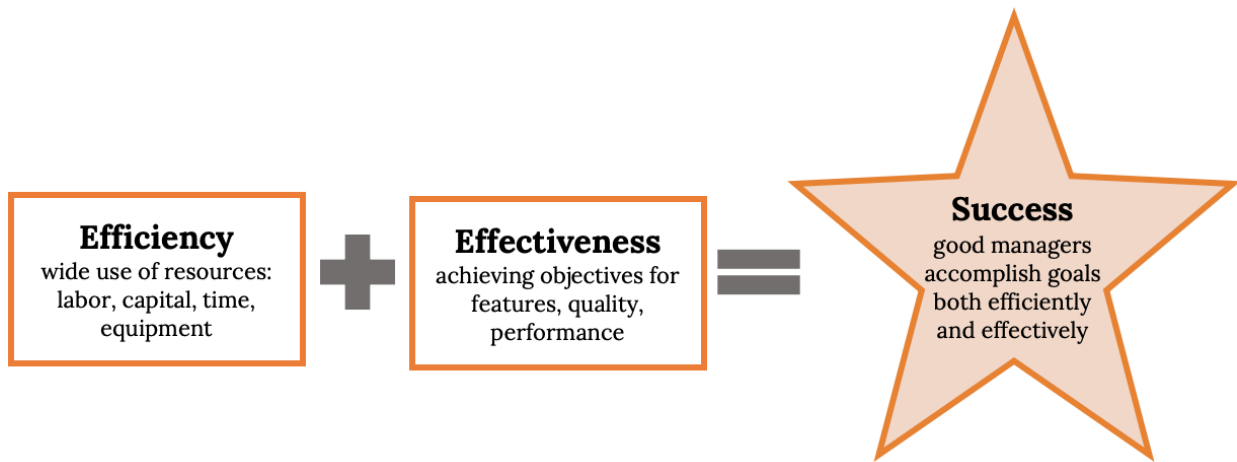 Efficiency
wide use of resources:
labor, capital, time,
equipment
Effectiveness
achieving objectives for
features, quality,
performance
Success
good managers
accomplish goals
both efficiently
and effectively